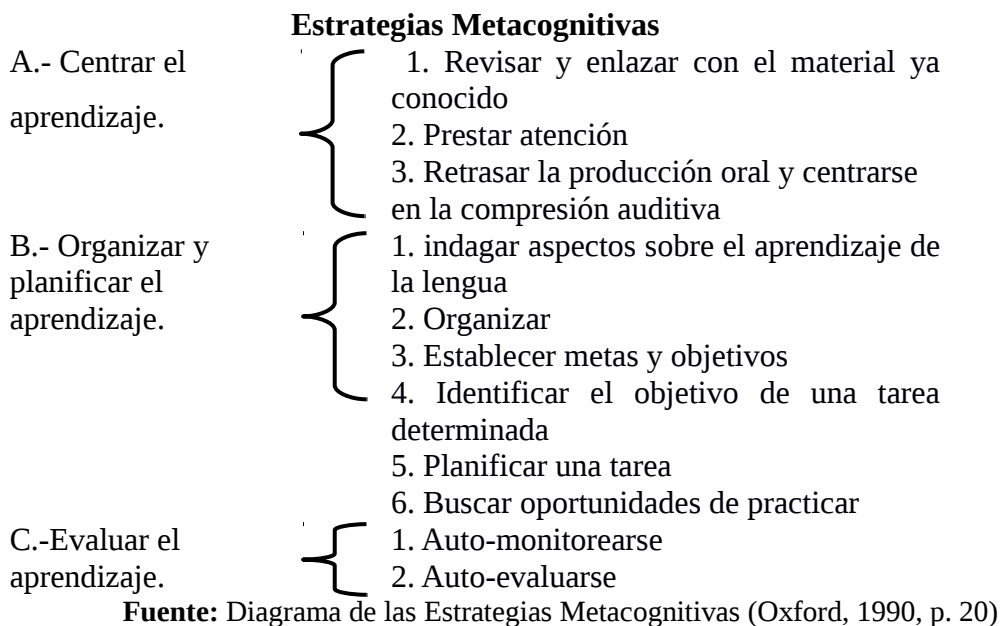 Estrategias Metacognitivas
A.- Centrar el
aprendizaje.
1. Revisar y enlazar con el material ya
conocido
2. Prestar atención
3. Retrasar la producción oral y centrarse
en la compresión auditiva
B.- Organizar y
planificar el
aprendizaje.
1. indagar aspectos sobre el aprendizaje de
la lengua
2. Organizar
3. Establecer metas y objetivos
4. Identificar el objetivo de una tarea
determinada
5. Planificar una tarea
6. Buscar oportunidades de practicar
C.-Evaluar el
aprendizaje.
1. Auto-monitorearse
2. Auto-evaluarse
Fuente: Diagrama de las Estrategias Metacognitivas (Oxford, 1990, p. 20)